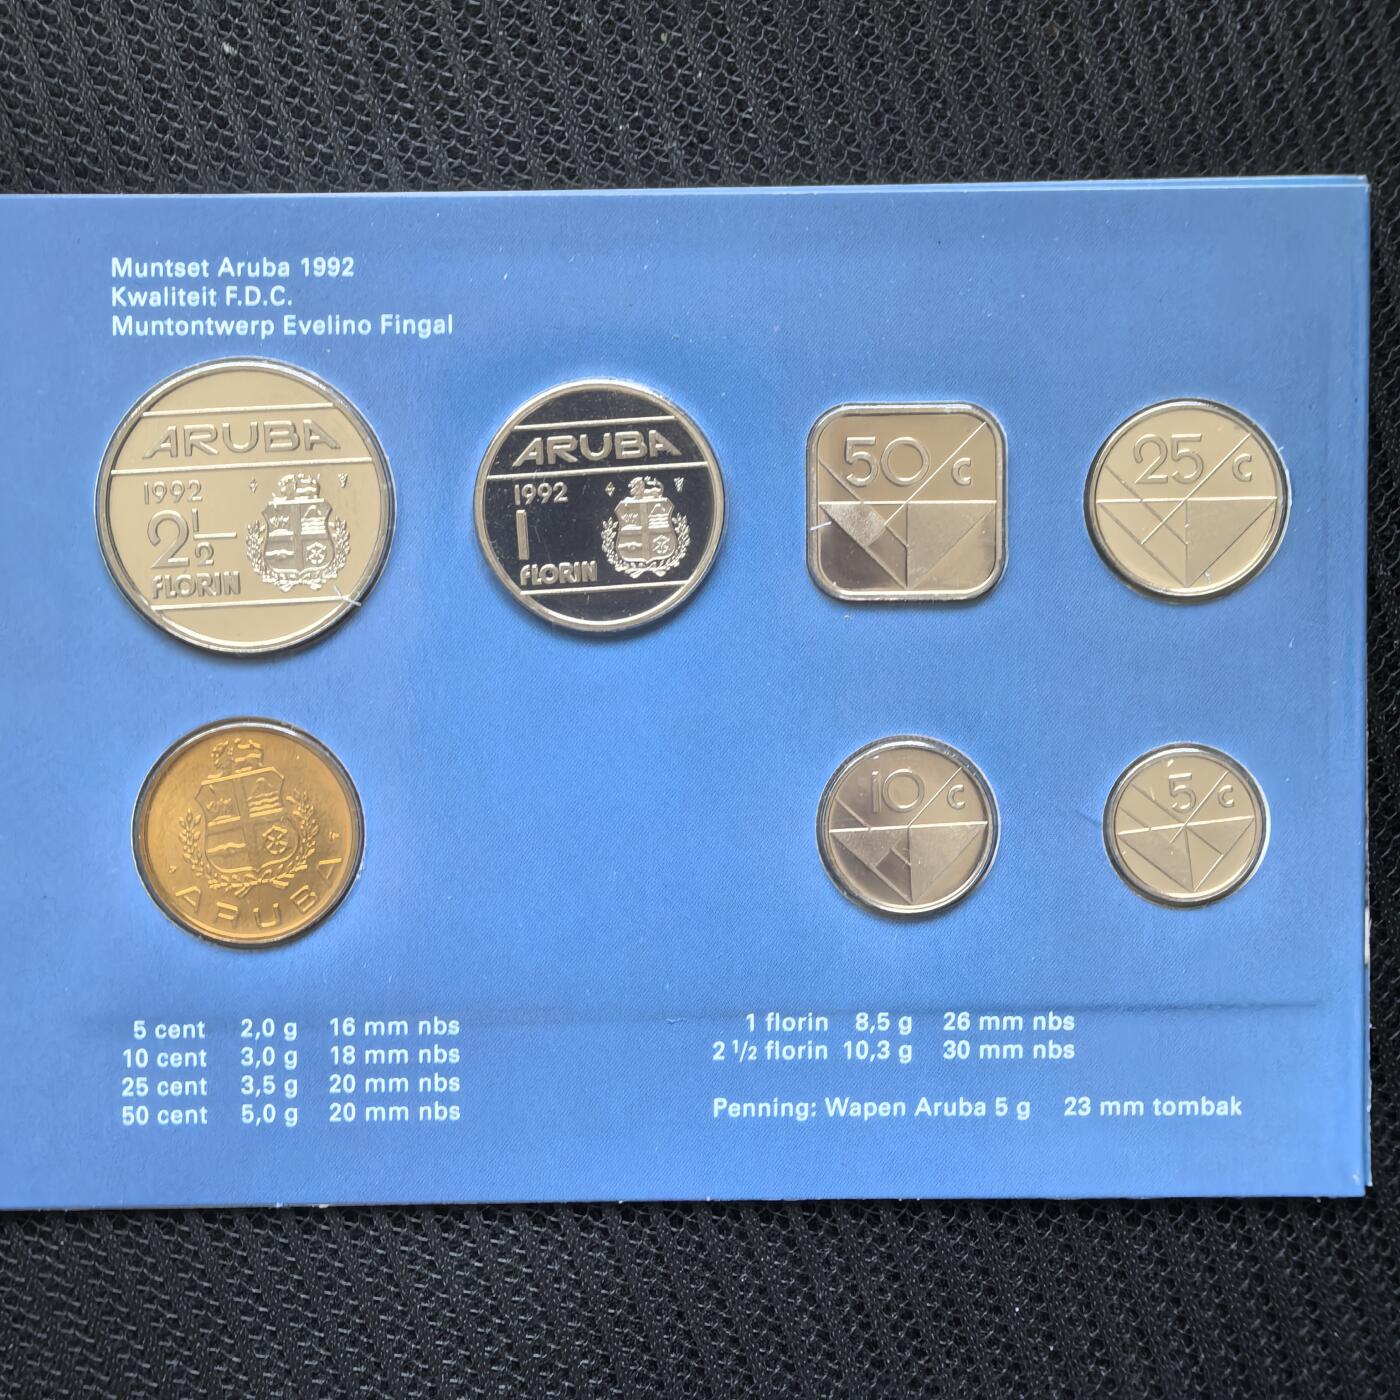 Muntset Aruba 1992
Kwaliteit F.D.C.
Muntontwerp Evelino Fingal
ARUBA
1992
2 1/2
FLORIN
ARUBA
1992
1
FLORIN
50 c
25 c
ARUBA
10 c
5 c
5 cent 2,0 g 16 mm nbs
10 cent 3,0 g 18 mm nbs
25 cent 3,5 g 20 mm nbs
50 cent 5,0 g 20 mm nbs
1 florin 8,5 g 26 mm nbs
2 1/2 florin 10,3 g 30 mm nbs
Penning: Wapen Aruba 5 g 23 mm tombak